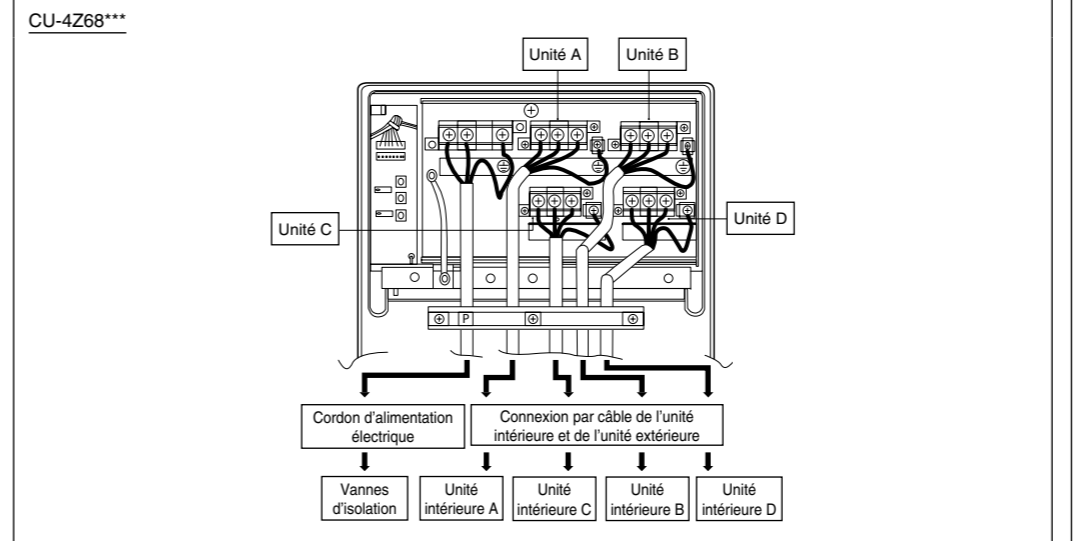 CU-4Z68***
Unité A
Unité B
Unité C
Unité D
P
Cordon d'alimentation
électrique
Connexion par câble de l'unité
intérieure et de l'unité extérieure
Vannes
d'isolation
Unité
intérieure A
Unité
intérieure C
Unité
intérieure B
Unité
intérieure D